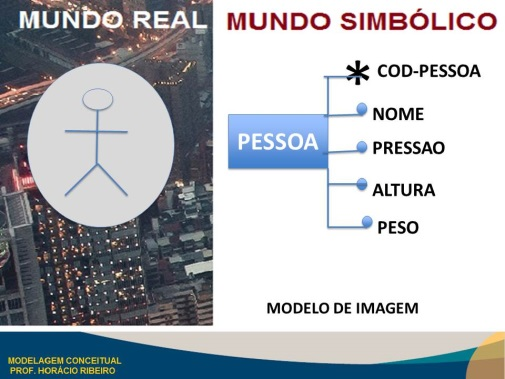 MUNDO REAL
MUNDO SIMBÓLICO
PESSOA
* COD-PESSOA
NOME
PRESSAO
ALTURA
PESO
MODELO DE IMAGEM
MODELAGEM CONCEITUAL
PROF. HORÁCIO RIBEIRO